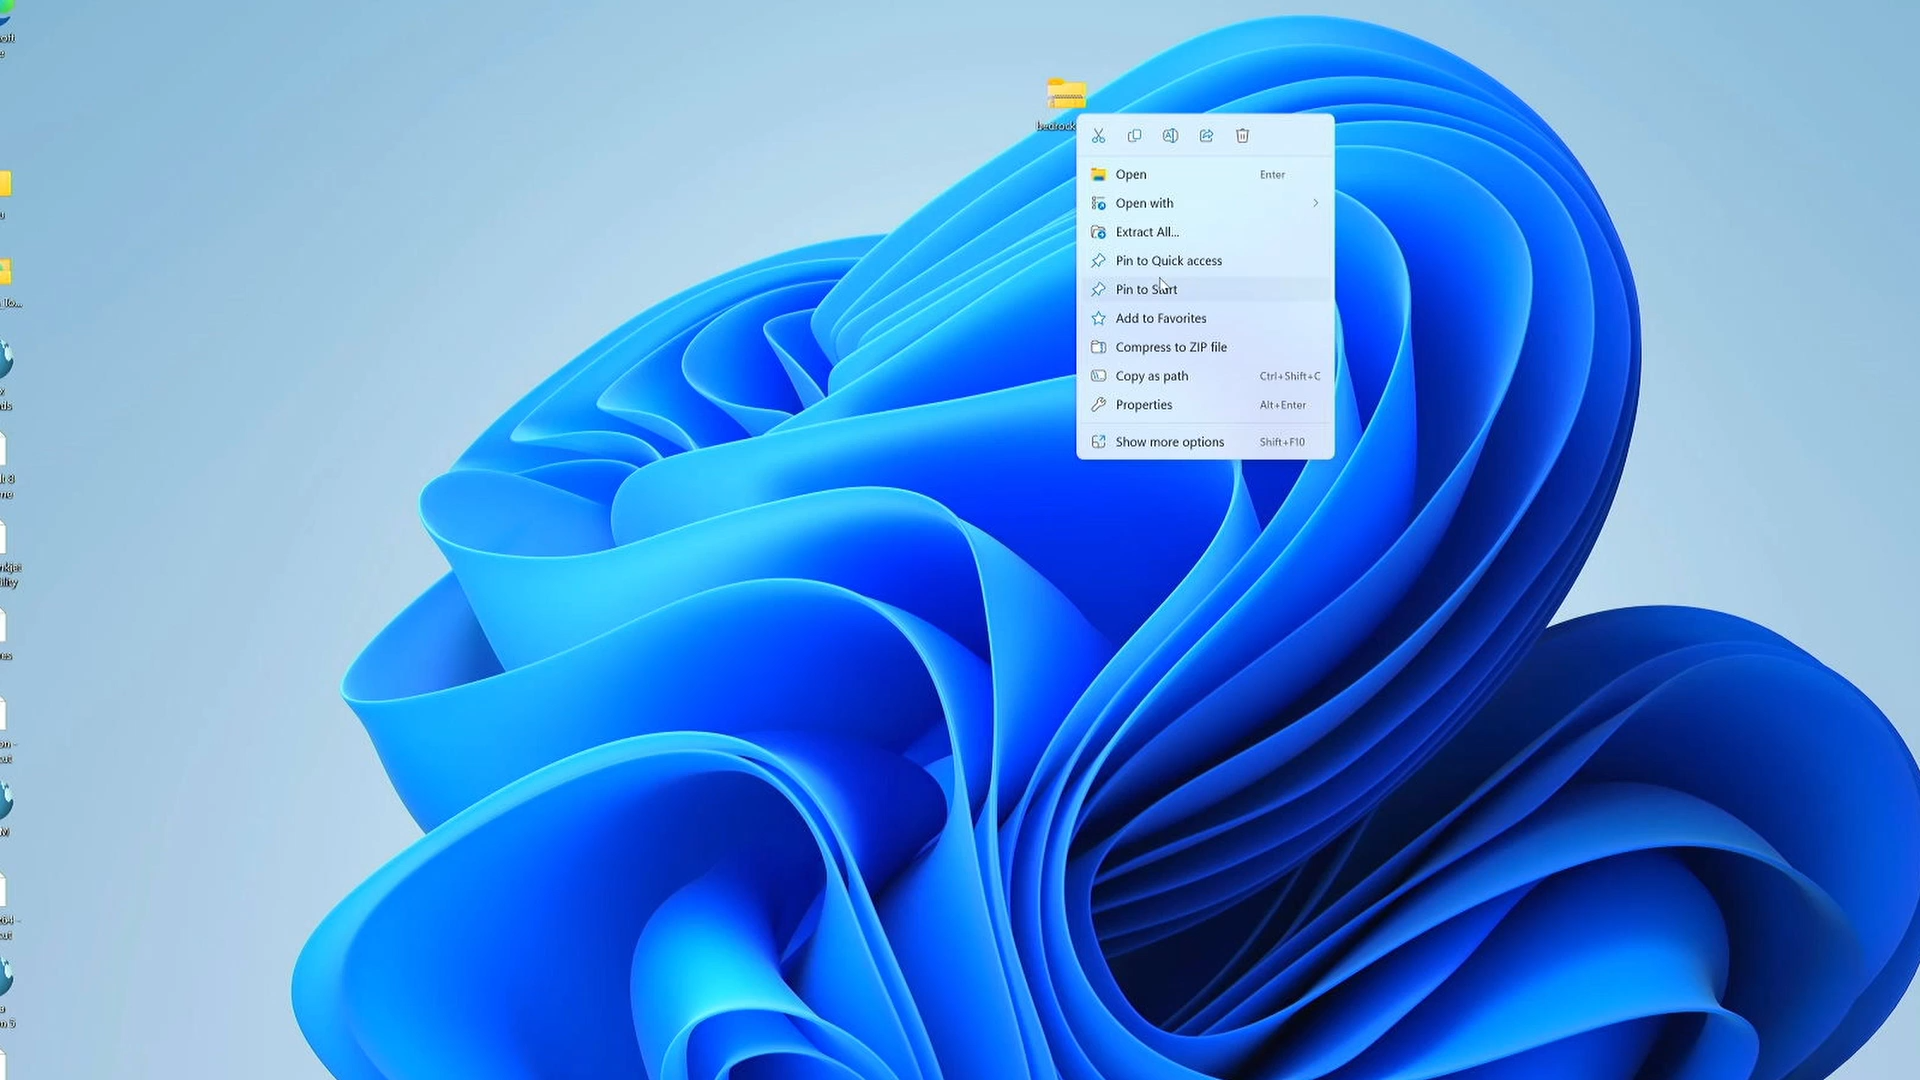 bedrock
Open Enter
Open with
Extract All...
Pin to Quick access
Pin to Start
Add to Favorites
Compress to ZIP file
Copy as path Ctrl+Shift+C
Properties Alt+Enter
Show more options Shift+F10